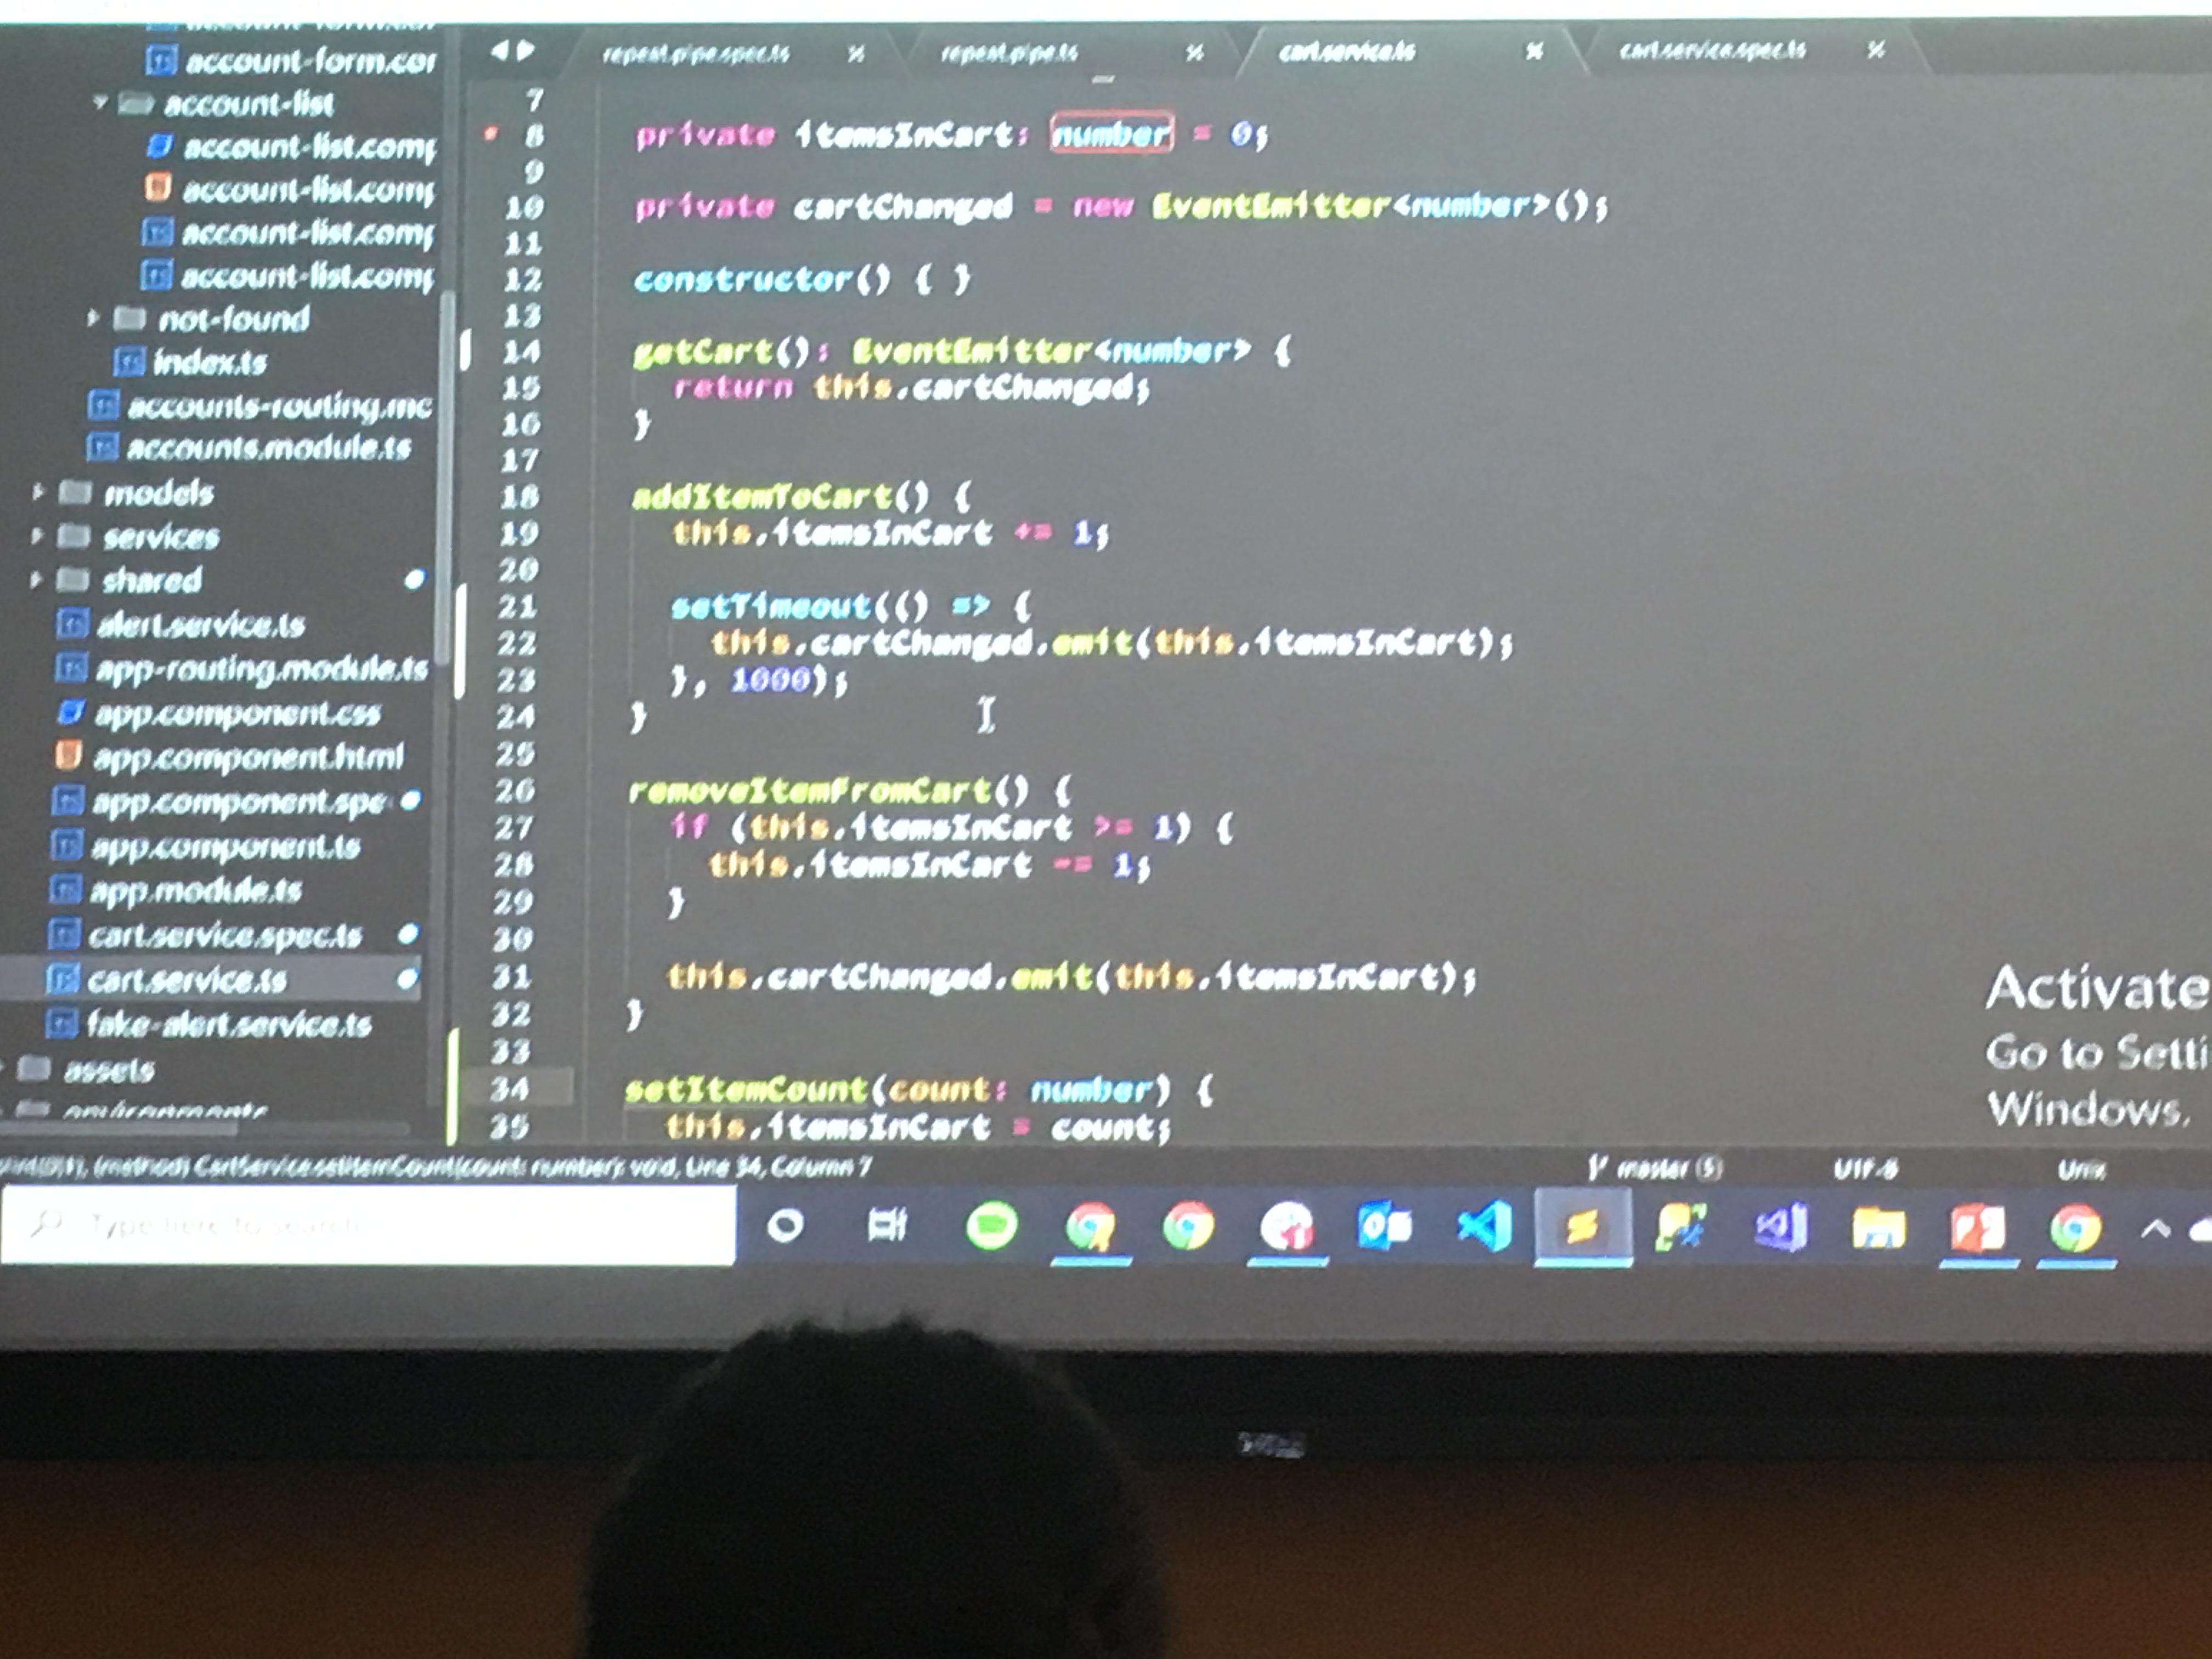 account-form.cor
account-list
account-list.comp
account-list.comp
account-list.comp
account-list.comp
not-found
index.ts
accounts-routing.mc
accounts.module.ts
models
services
shared
alert.service.ts
app-routing.module.ts
app.component.css
app.component.html
app.component.spe
app.component.ts
app.module.ts
cart.service.spec.ts
cart.service.ts
fake-alert.service.ts
assets
environments
repeat.pipe.spec.ts
repeat.pipe.ts
cart.service.ts
cart.service.spec.ts
7
8 private itemsInCart: number = 0;
9
10 private cartChanged = new EventEmitter<number>();
11
12 constructor() { }
13
14 getCart(): EventEmitter<number> {
15 return this.cartChanged;
16 }
17
18 addItemToCart() {
19 this.itemsInCart += 1;
20
21 setTimeout(() => {
22 this.cartChanged.emit(this.itemsInCart);
23 }, 1000);
24 }
25
26 removeItemFromCart() {
27 if (this.itemsInCart >= 1) {
28 this.itemsInCart -= 1;
29 }
30
31 this.cartChanged.emit(this.itemsInCart);
32 }
33
34 setItemCount(count: number) {
35 this.itemsInCart = count;
Activate
Go to Setti
Windows.
(method) CartService.setItemCount(count: number): void, Line 34, Column 7
master (5)
UTF-8
Unix
Type here to search